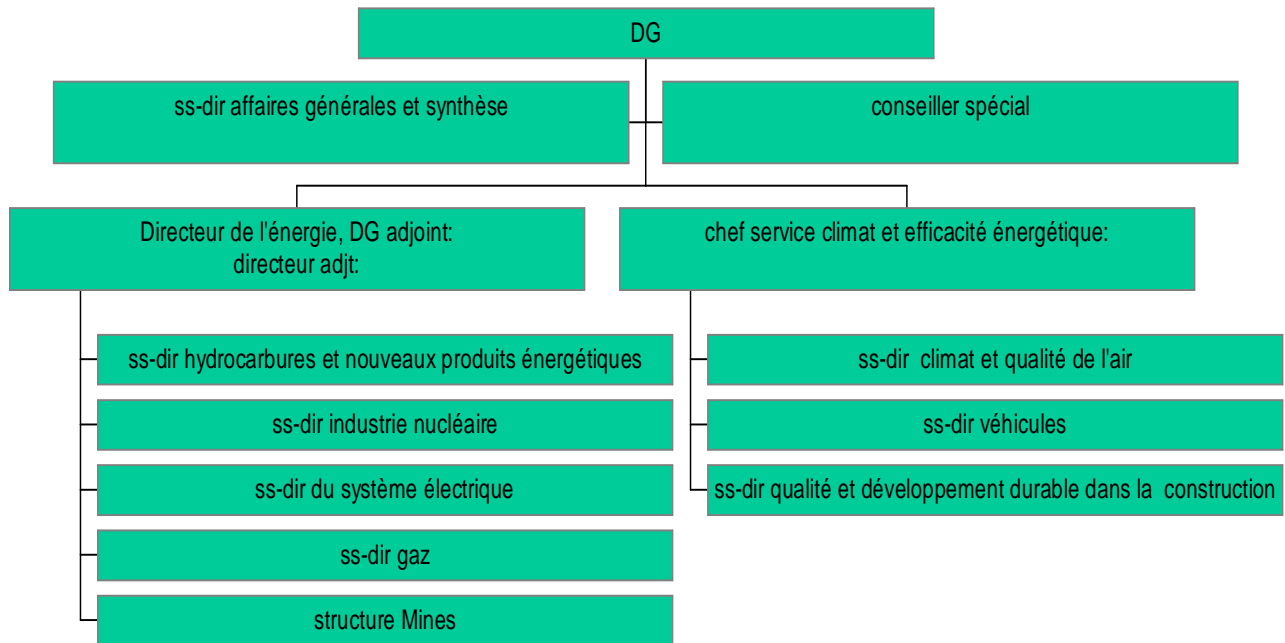 DG
ss-dir affaires générales et synthèse
conseiller spécial
Directeur de l'énergie, DG adjoint:
directeur adjt:
chef service climat et efficacité énergétique:
ss-dir hydrocarbures et nouveaux produits énergétiques
ss-dir industrie nucléaire
ss-dir du système électrique
ss-dir gaz
structure Mines
ss-dir climat et qualité de l'air
ss-dir véhicules
ss-dir qualité et développement durable dans la construction